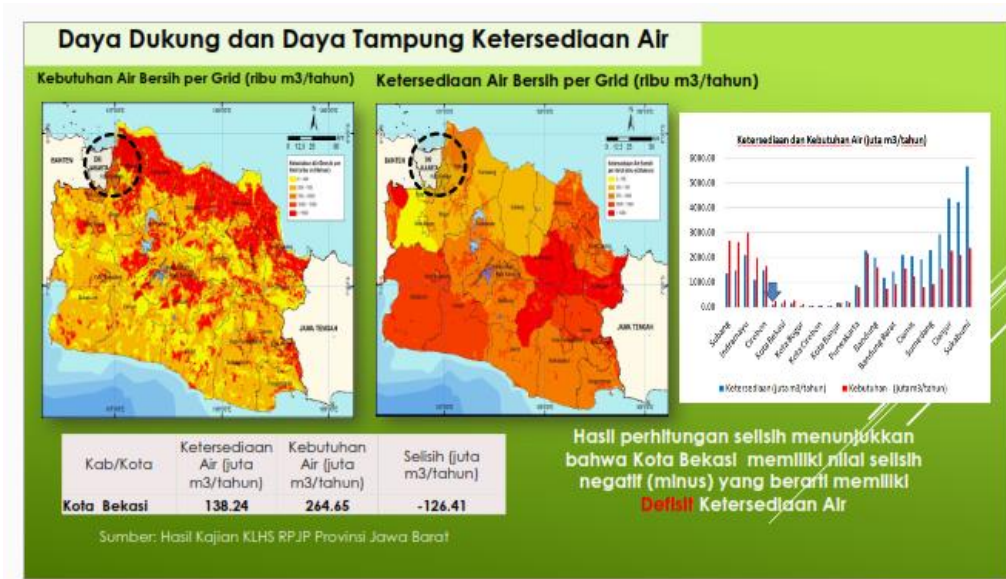 Daya Dukung dan Daya Tampung Ketersediaan Air
Kebutuhan Air Bersih per Grid (ribu m3/tahun)
Ketersediaan Air Bersih per Grid (ribu m3/tahun)
BANTEN
DKI JAKARTA
JAWA TENGAH
BANTEN
DKI JAKARTA
JAWA TENGAH
Ketersediaan dan Kebutuhan Air (juta m3/tahun)
6000.00
5000.00
4000.00
3000.00
2000.00
1000.00
0.00
Subang
Indramayu
Cirebon
Kota Bekasi
Kota Bogor
Kota Cirebon
Kota Banjar
Purwakarta
Bandung
Bandung Barat
Ciamis
Sumedang
Cianjur
Sukabumi
Ketersediaan (juta m3/tahun)
Kebutuhan (juta m3/tahun)
Kab/Kota
Ketersediaan Air (juta m3/tahun)
Kebutuhan Air (juta m3/tahun)
Selisih (juta m3/tahun)
Kota Bekasi 138.24 264.65 -126.41
Sumber: Hasil Kajian KLHS RPJP Provinsi Jawa Barat
Hasil perhitungan selisih menunjukkan
bahwa Kota Bekasi memiliki nilai selisih
negatif (minus) yang berarti memiliki
Defisit Ketersediaan Air